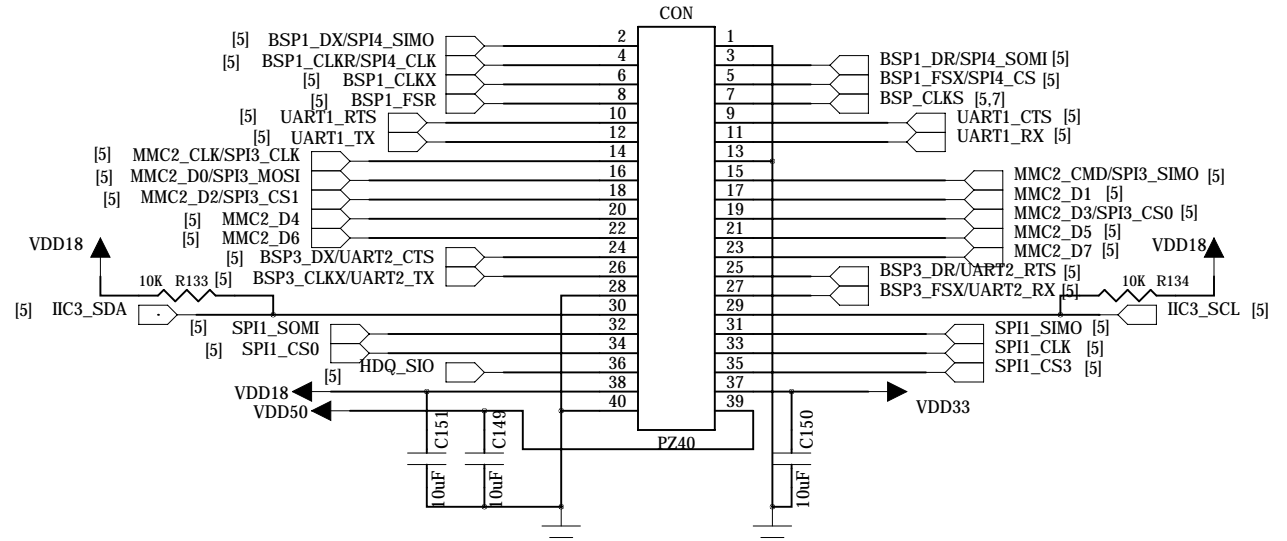 CON
[5] BSP1_DX/SPI4_SIMO 2 1
[5] BSP1_CLKR/SPI4_CLK 4 3 BSP1_DR/SPI4_SOMI [5]
[5] BSP1_CLKX 6 5 BSP1_FSX/SPI4_CS [5]
[5] BSP1_FSR 8 7 BSP_CLKS [5,7]
[5] UART1_RTS 10 9 UART1_CTS [5]
[5] UART1_TX 12 11 UART1_RX [5]
[5] MMC2_CLK/SPI3_CLK 14 13
[5] MMC2_D0/SPI3_MOSI 16 15 MMC2_CMD/SPI3_SIMO [5]
[5] MMC2_D2/SPI3_CS1 18 17 MMC2_D1 [5]
[5] MMC2_D4 20 19 MMC2_D3/SPI3_CS0 [5]
[5] MMC2_D6 22 21 MMC2_D5 [5]
VDD18 [5] BSP3_DX/UART2_CTS 24 23 MMC2_D7 [5] VDD18
[5] BSP3_CLKX/UART2_TX 26 25 BSP3_DR/UART2_RTS [5]
10K R133 [5] 28 27 BSP3_FSX/UART2_RX [5] 10K R134
[5] IIC3_SDA 30 29 IIC3_SCL [5]
[5] SPI1_SOMI 32 31 SPI1_SIMO [5]
[5] SPI1_CS0 34 33 SPI1_CLK [5]
HDQ_SIO 36 35 SPI1_CS3 [5]
[5]
VDD18 38 37 VDD33
VDD50 40 39
PZ40
C151
10uF
C149
10uF
C150
10uF